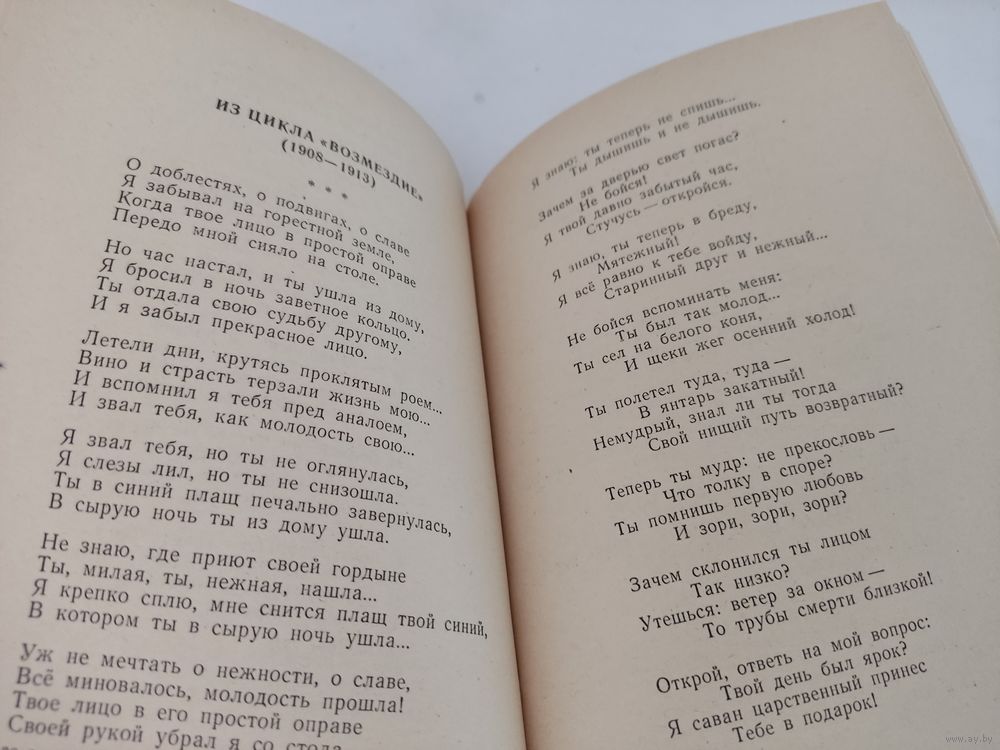 ИЗ ЦИКЛА «ВОЗМЕЗДИЕ»
(1908—1913)
* * *
О доблестях, о подвигах, о славе
Я забывал на горестной земле,
Когда твое лицо в простой оправе
Передо мной сияло на столе.
Но час настал, и ты ушла из дому,
Я бросил в ночь заветное кольцо.
Ты отдала свою судьбу другому,
И я забыл прекрасное лицо.
Летели дни, крутясь проклятым роем...
Вино и страсть терзали жизнь мою...
И вспомнил я тебя пред аналоем,
И звал тебя, как молодость свою...
Я звал тебя, но ты не оглянулась,
Я слезы лил, но ты не снизошла.
Ты в синий плащ печально завернулась,
В сырую ночь ты из дому ушла.
Не знаю, где приют своей гордыне
Ты, милая, ты, нежная, нашла...
Я крепко сплю, мне снится плащ твой синий,
В котором ты в сырую ночь ушла...
Уж не мечтать о нежности, о славе,
Всё миновалось, молодость прошла!
Твое лицо в его простой оправе
Своей рукой убрал я со стола.
Я знаю: ты теперь не спишь...
Ты дышишь и не дышишь.
Зачем за дверью свет погас?
Не бойся!
Я твой давно забытый час,
Стучусь — откройся.
Я знаю, ты теперь в бреду,
Мятежный!
Я всё равно к тебе войду,
Старинный друг и нежный...
Не бойся вспоминать меня:
Ты был так молод...
Ты сел на белого коня,
И щеки жег осенний холод!
Ты полетел туда, туда —
В янтарь закатный!
Немудрый, знал ли ты тогда
Свой нищий путь возвратный?
Теперь ты мудр: не прекословь —
Что толку в споре?
Ты помнишь первую любовь
И зори, зори, зори?
Зачем склонился ты лицом
Так низко?
Утешься: ветер за окном —
То трубы смерти близкой!
Открой, ответь на мой вопрос:
Твой день был ярок?
Я саван царственный принес
Тебе в подарок!
www.ay.by